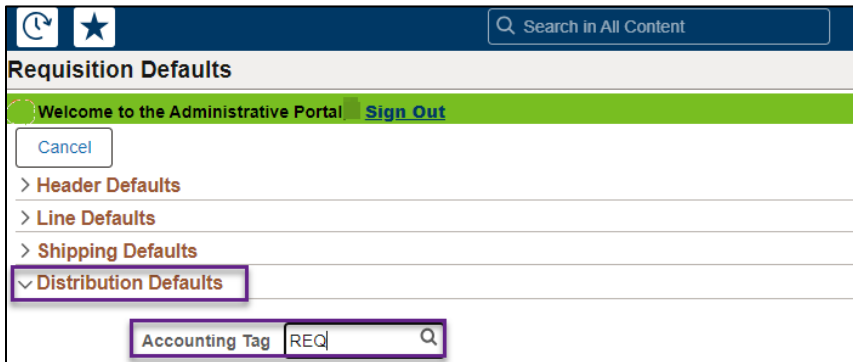 Search in All Content
Requisition Defaults
Welcome to the Administrative Portal Sign Out
Cancel
Header Defaults
Line Defaults
Shipping Defaults
Distribution Defaults
Accounting Tag REQ